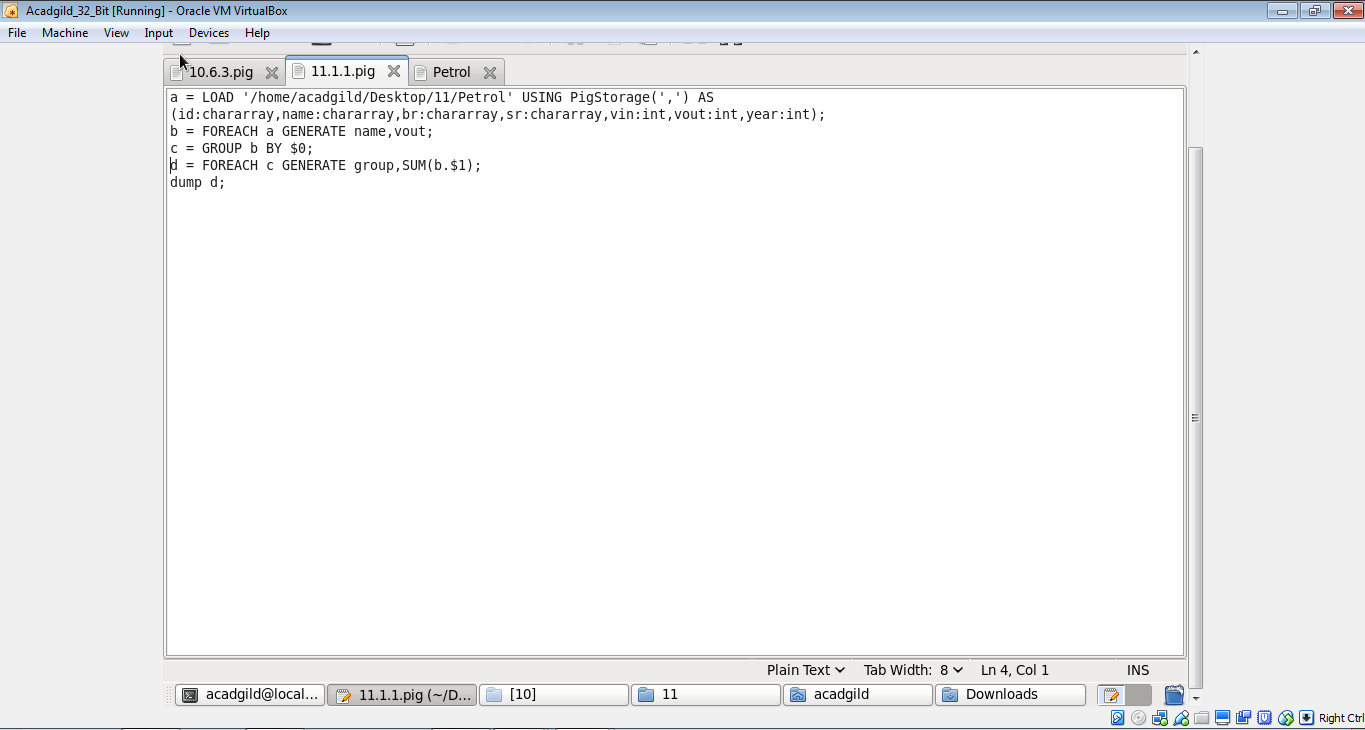 Acadgild_32_Bit [Running] - Oracle VM VirtualBox
File Machine View Input Devices Help
10.6.3.pig 11.1.1.pig Petrol
a = LOAD '/home/acadgild/Desktop/11/Petrol' USING PigStorage(',') AS
(id:chararray,name:chararray,br:chararray,sr:chararray,vin:int,vout:int,year:int);
b = FOREACH a GENERATE name,vout;
c = GROUP b BY $0;
d = FOREACH c GENERATE group,SUM(b.$1);
dump d;
Plain Text Tab Width: 8 Ln 4, Col 1 INS
acadgild@local... 11.1.1.pig (~/D... [10] 11 acadgild Downloads
Right Ctrl